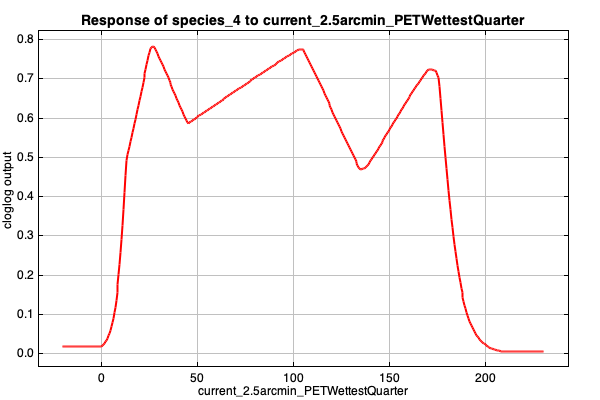 Response of species_4 to current_2.5arcmin_PETWettestQuarter
cloglog output
0.8
0.7
0.6
0.5
0.4
0.3
0.2
0.1
0.0
0 50 100 150 200
current_2.5arcmin_PETWettestQuarter